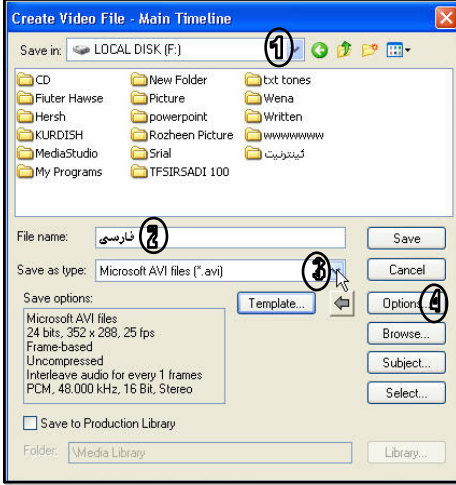 Create Video File - Main Timeline
Save in: LOCAL DISK (F:) 1
CD New Folder txt tones
Fiuter Hawse Picture Wena
Hersh powerpoint Written
KURDISH Rozheen Picture wwwwwwww
MediaStudio Srial کینترنیت
My Programs TFSIRSADI 100
File name: فارسی 2 Save
Save as type: Microsoft AVI files (*.avi) 3 Cancel
Save options: Template... Options... 4
Microsoft AVI files
24 bits, 352 x 288, 25 fps
Frame-based Browse...
Uncompressed
Interleave audio for every 1 frames Subject...
PCM, 48.000 kHz, 16 Bit, Stereo Select...
Save to Production Library
Folder: \Media Library Library...